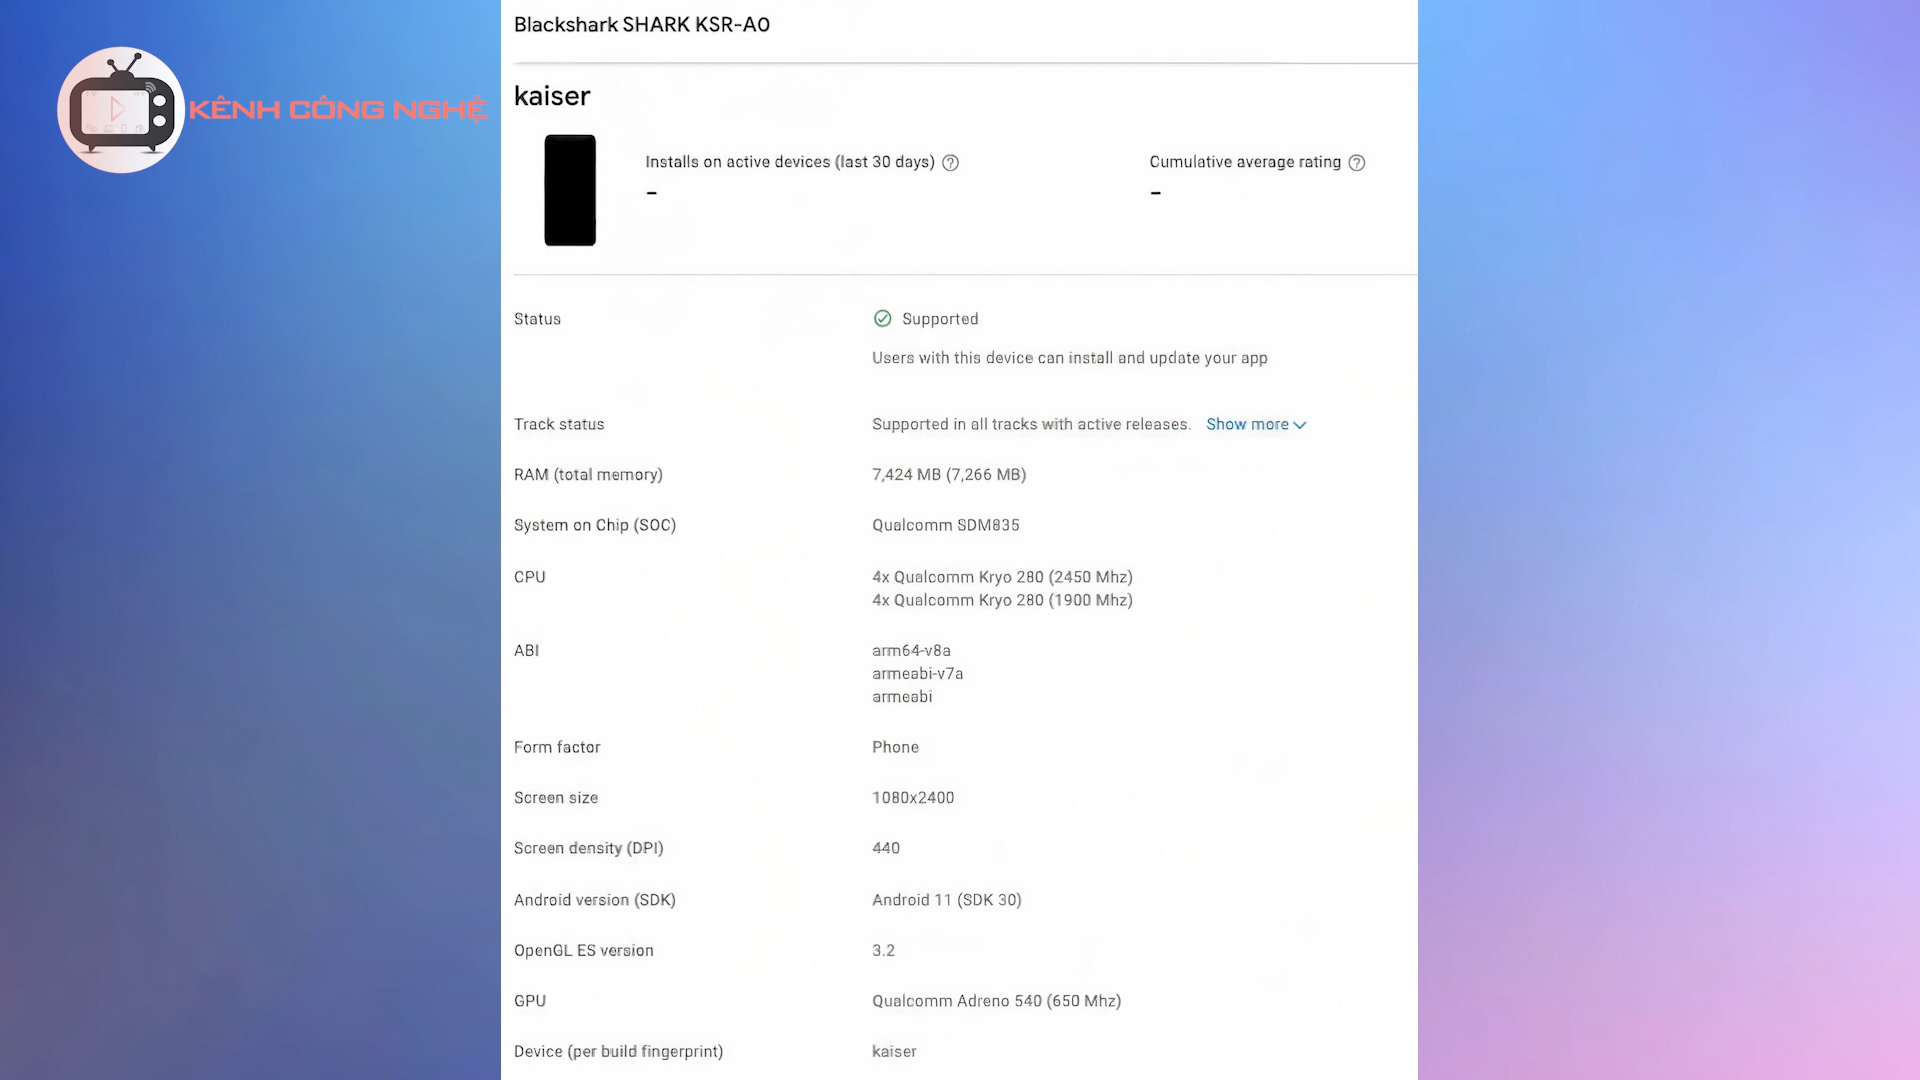 Blackshark SHARK KSR-A0
KÊNH CÔNG NGHỆ
kaiser
Installs on active devices (last 30 days)
-
Cumulative average rating
-
Status
Supported
Users with this device can install and update your app
Track status
Supported in all tracks with active releases. Show more
RAM (total memory)
7,424 MB (7,266 MB)
System on Chip (SOC)
Qualcomm SDM835
CPU
4x Qualcomm Kryo 280 (2450 Mhz)
4x Qualcomm Kryo 280 (1900 Mhz)
ABI
arm64-v8a
armeabi-v7a
armeabi
Form factor
Phone
Screen size
1080x2400
Screen density (DPI)
440
Android version (SDK)
Android 11 (SDK 30)
OpenGL ES version
3.2
GPU
Qualcomm Adreno 540 (650 Mhz)
Device (per build fingerprint)
kaiser